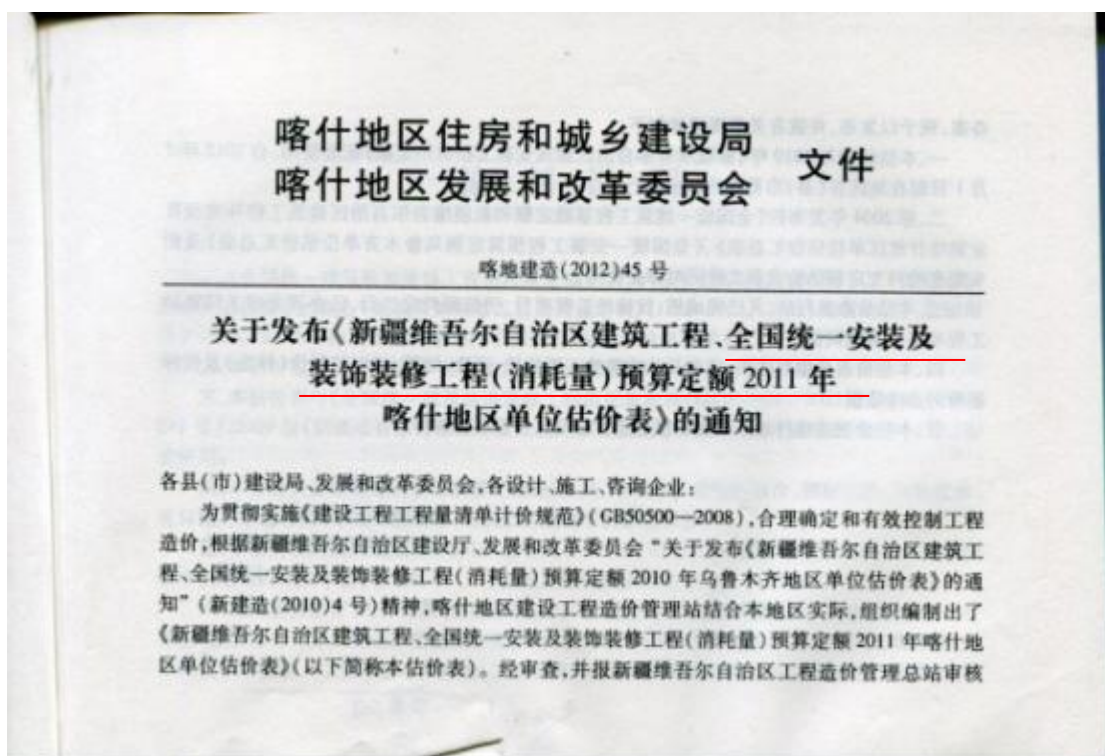 喀什地区住房和城乡建设局
喀什地区发展和改革委员会
文件
喀地建造(2012)45 号
关于发布《新疆维吾尔自治区建筑工程、全国统一安装及
装饰装修工程(消耗量)预算定额 2011 年
喀什地区单位估价表》的通知
各县(市)建设局、发展和改革委员会,各设计、施工、咨询企业:
为贯彻实施《建设工程工程量清单计价规范》(GB50500—2008),合理确定和有效控制工程
造价,根据新疆维吾尔自治区建设厅、发展和改革委员会“关于发布《新疆维吾尔自治区建筑工
程、全国统一安装及装饰装修工程(消耗量)预算定额 2010 年乌鲁木齐地区单位估价表》的通
知”(新建造(2010)4 号)精神,喀什地区建设工程造价管理站结合本地区实际,组织编制出了
《新疆维吾尔自治区建筑工程、全国统一安装及装饰装修工程(消耗量)预算定额 2011 年喀什地
区单位估价表》(以下简称本估价表)。经审查,并报新疆维吾尔自治区工程造价管理总站审核